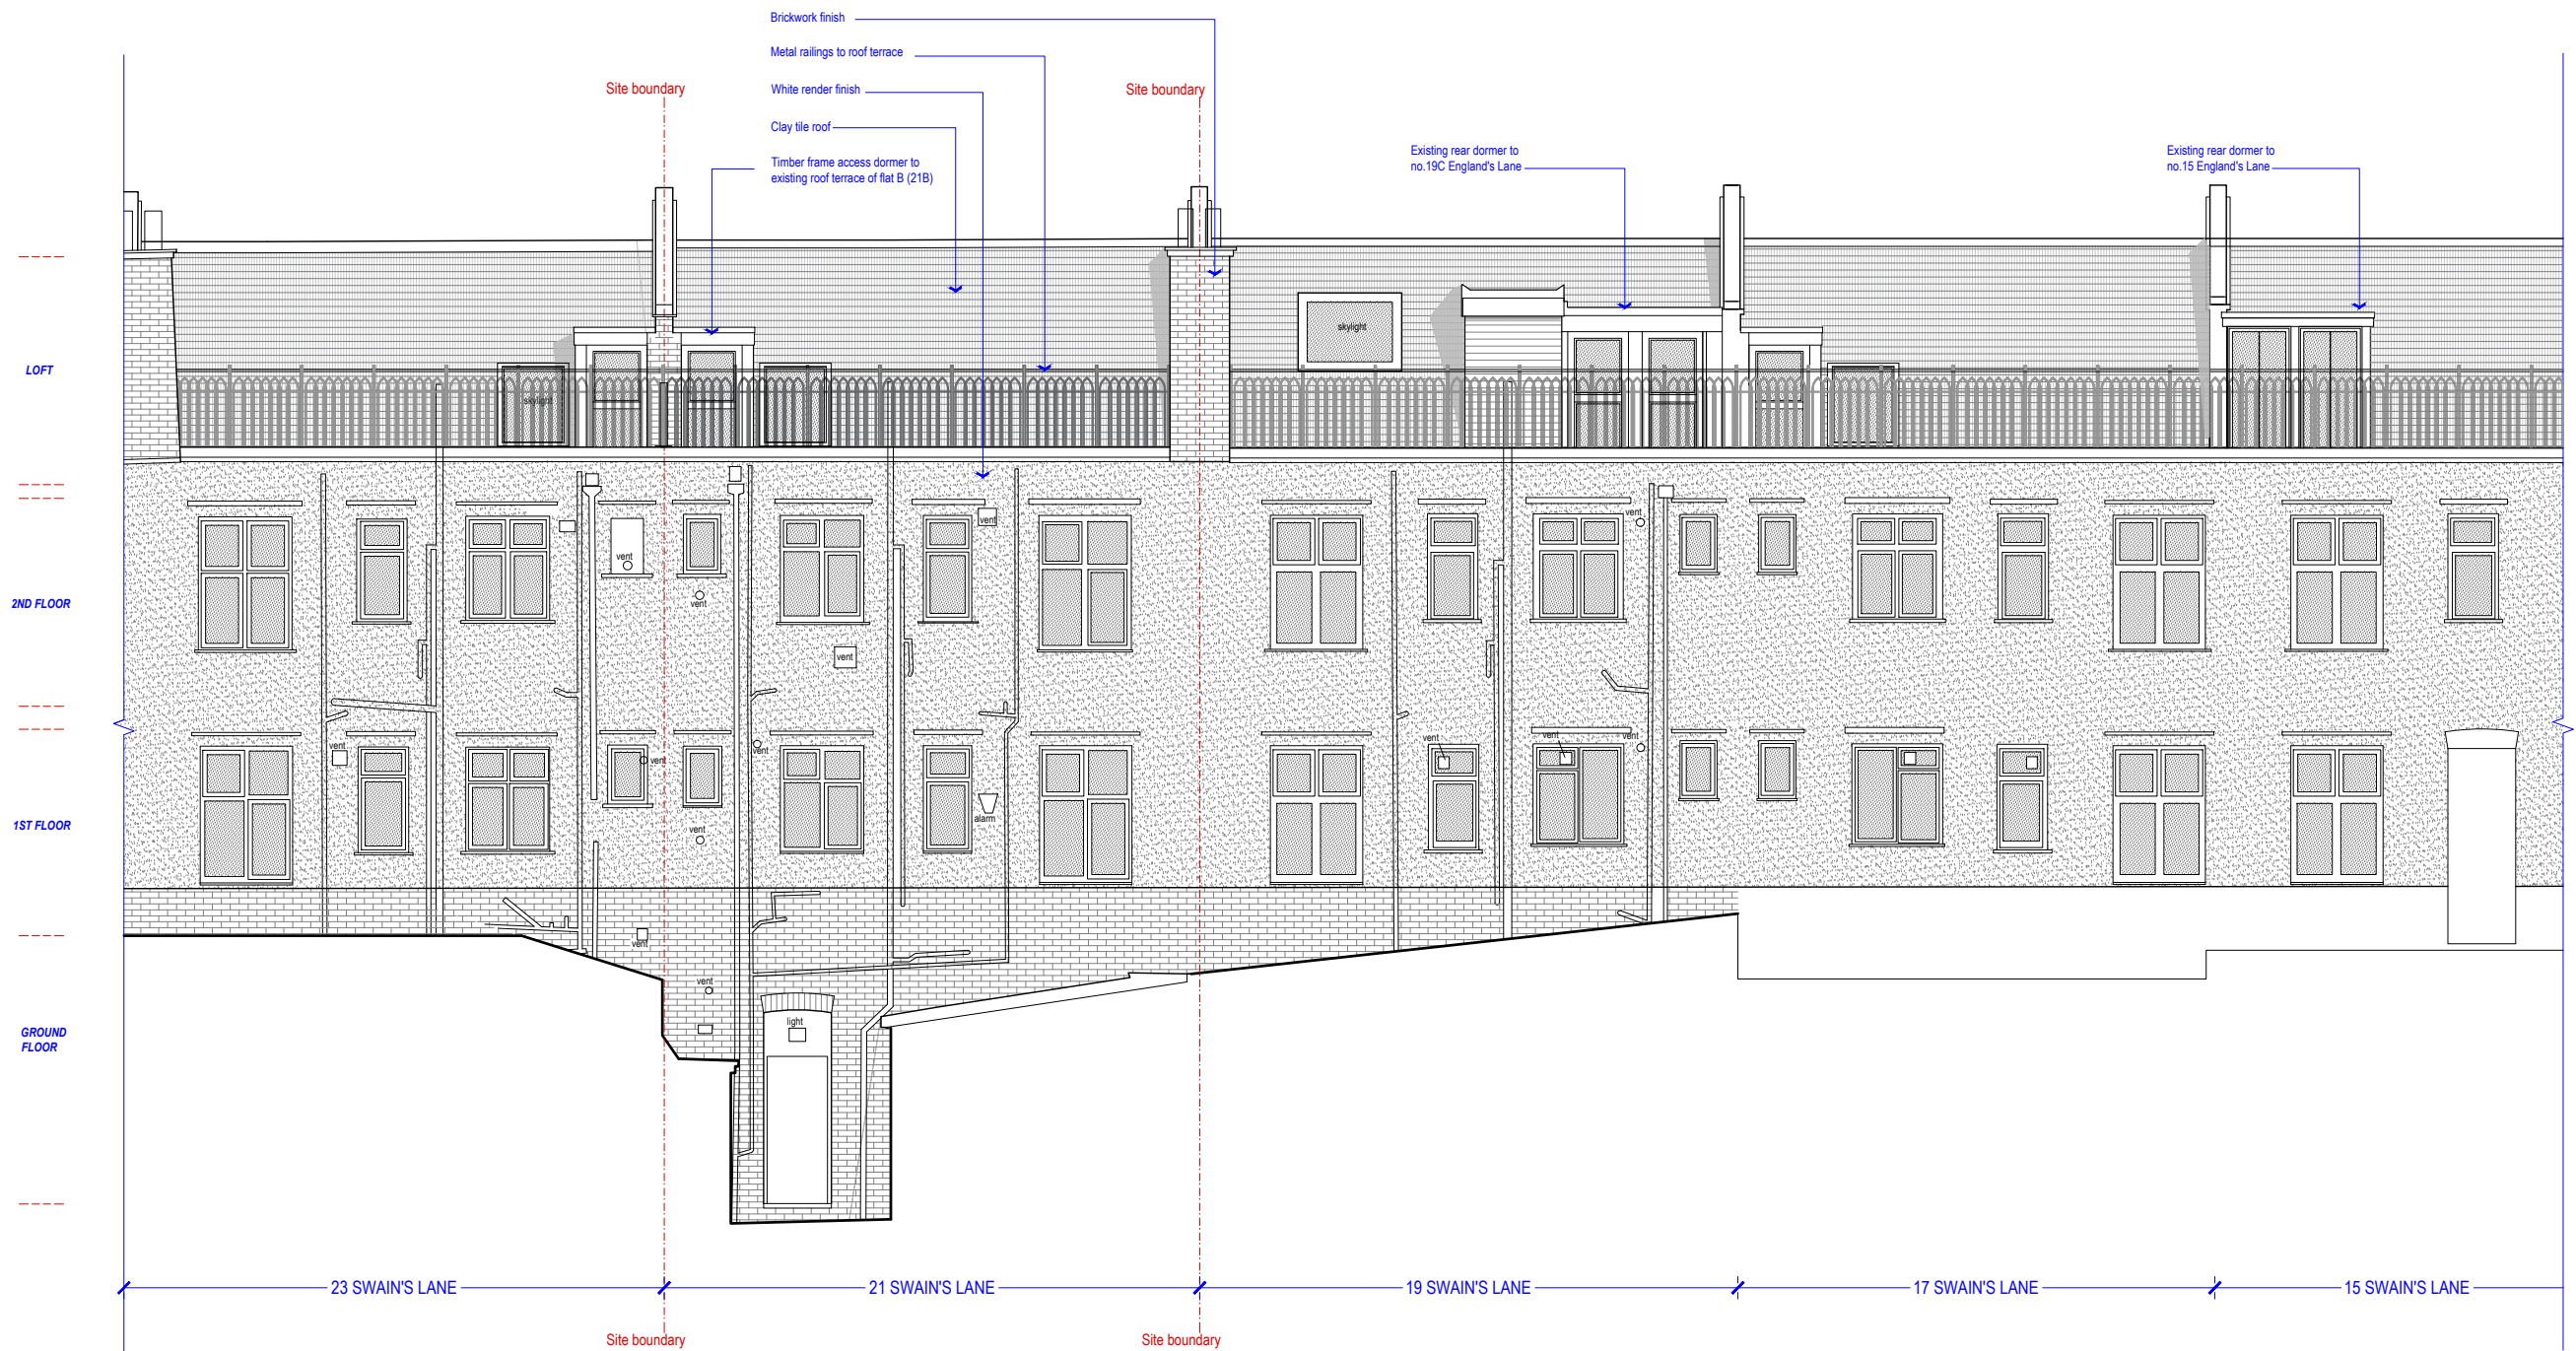 Brickwork finish
Metal railings to roof terrace
Site boundary
Site boundary
White render finish
Clay tile roof
Timber frame access dormer to
existing roof terrace of flat B (21B)
Existing rear dormer to
no.19C England's Lane
Existing rear dormer to
no.15 England's Lane
skylight
LOFT
skylight
vent
vent
vent
vent
2ND FLOOR
vent
vent
vent
vent
vent
vent
vent
vent
alarm
1ST FLOOR
vent
vent
vent
light
GROUND
FLOOR
23 SWAIN'S LANE
21 SWAIN'S LANE
19 SWAIN'S LANE
17 SWAIN'S LANE
15 SWAIN'S LANE
Site boundary
Site boundary